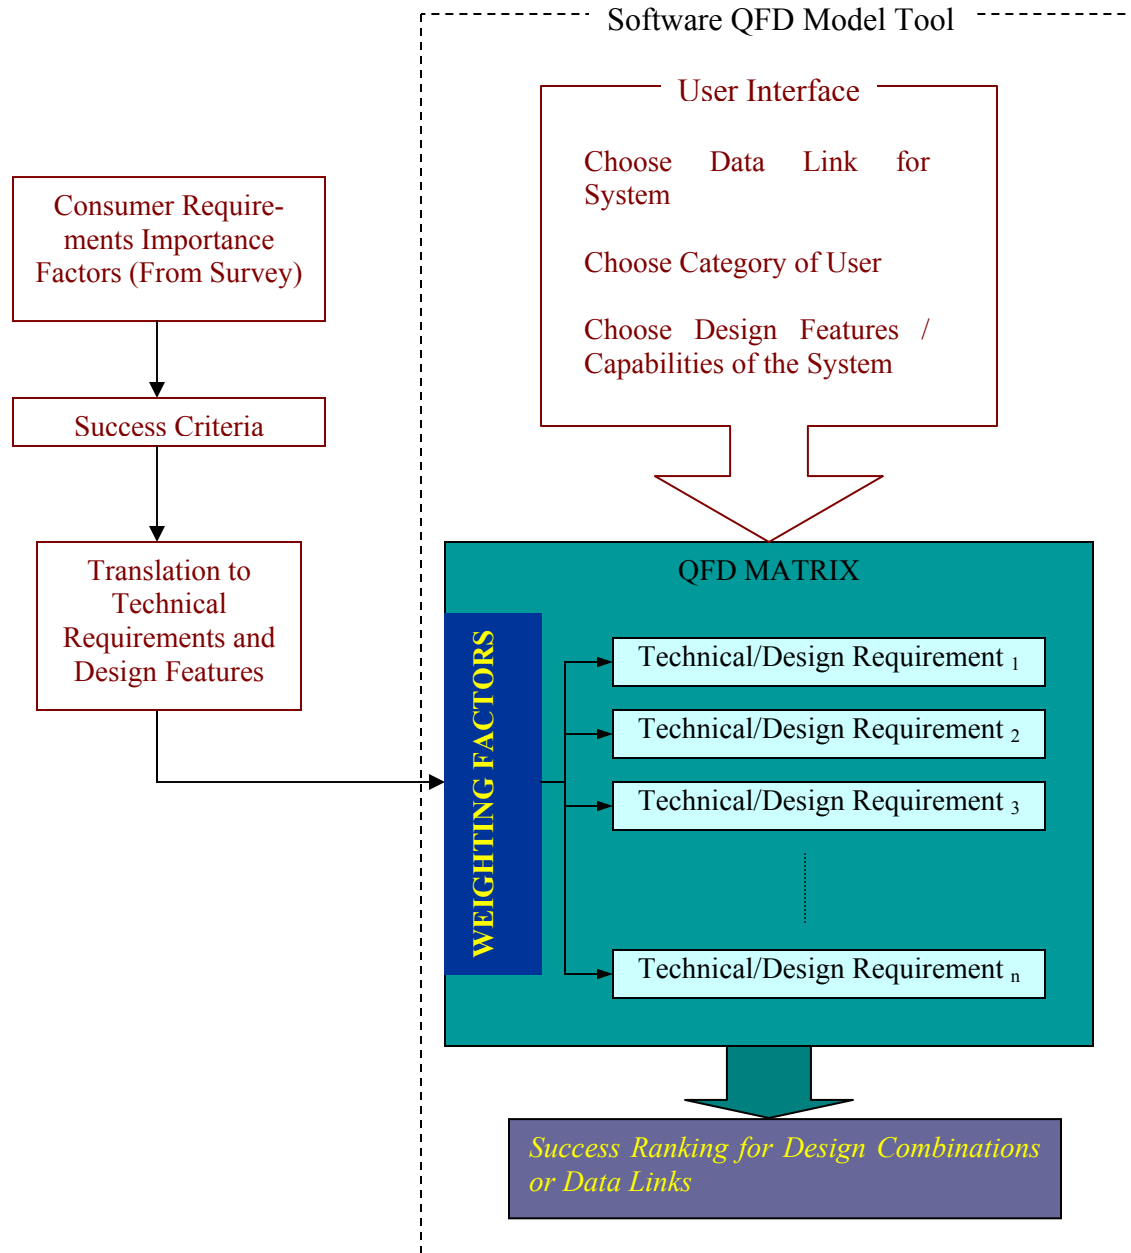 Software QFD Model Tool
User Interface
Choose Data Link for
System
Choose Category of User
Choose Design Features /
Capabilities of the System
Consumer Require-
ments Importance
Factors (From Survey)
Success Criteria
Translation to
Technical
Requirements and
Design Features
QFD MATRIX
WEIGHTING FACTORS
Technical/Design Requirement 1
Technical/Design Requirement 2
Technical/Design Requirement 3
Technical/Design Requirement n
Success Ranking for Design Combinations
or Data Links